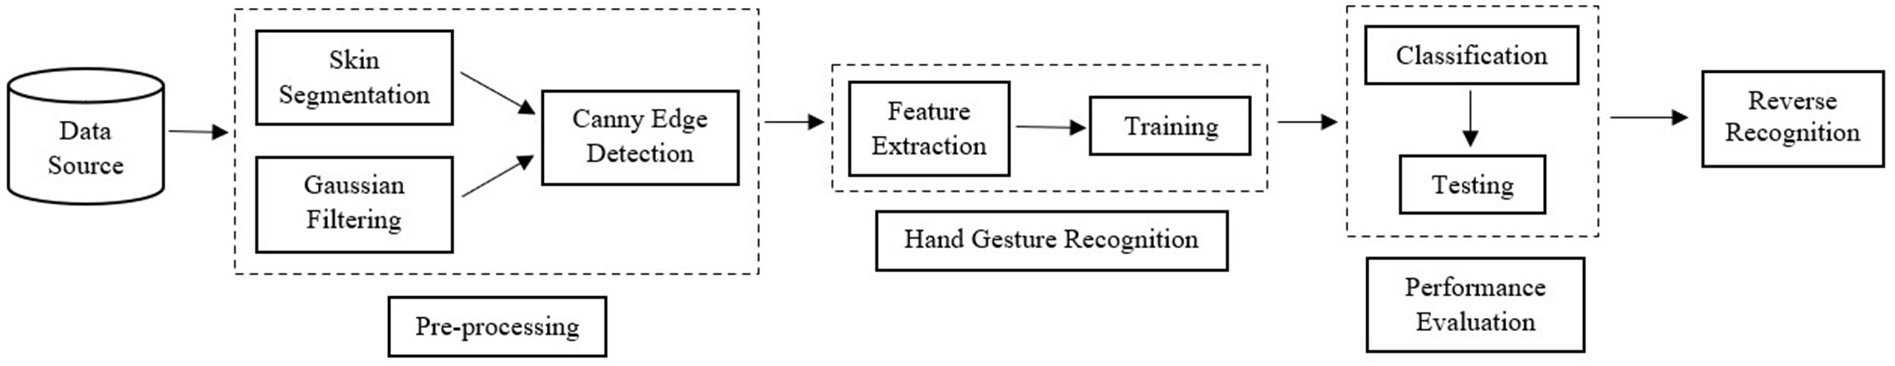 Data
Source
Skin
Segmentation
Gaussian
Filtering
Canny Edge
Detection
Pre-processing
Feature
Extraction
Training
Hand Gesture Recognition
Classification
Testing
Performance
Evaluation
Reverse
Recognition